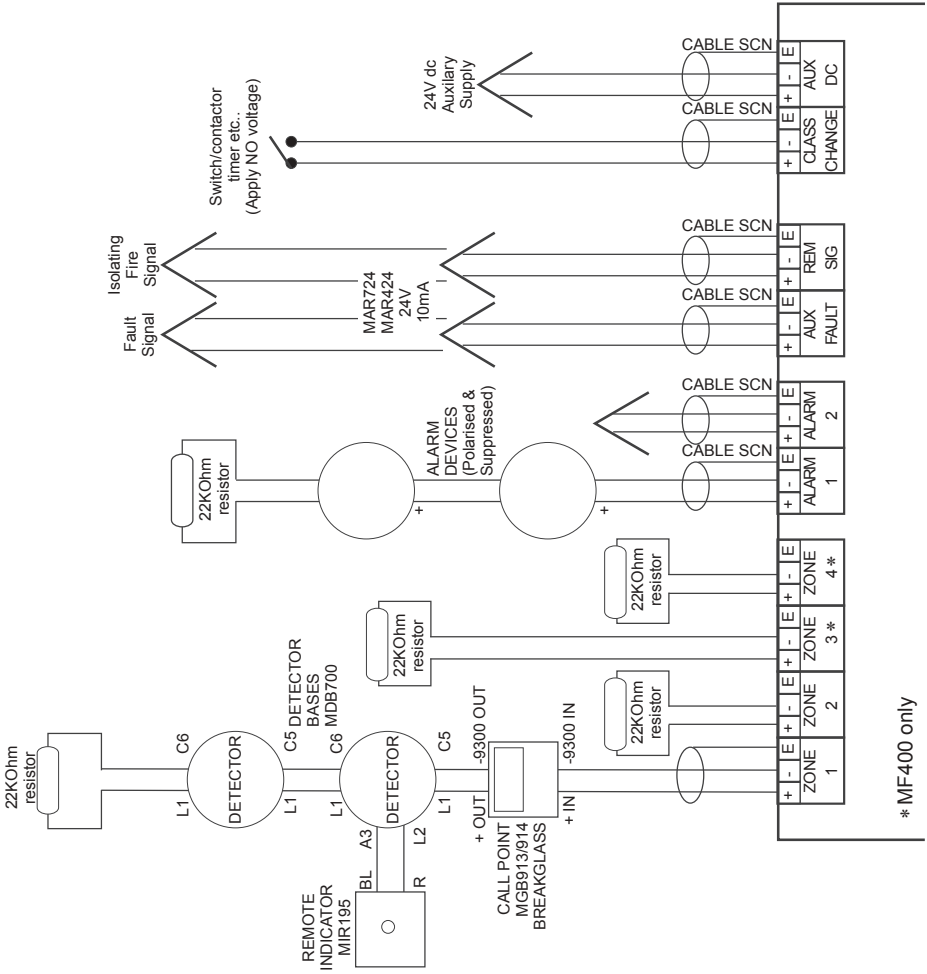 22KOhm
resistor
L1 C6
DETECTOR
L1 C5
DETECTOR
BASES
MDB700
L1 C6
DETECTOR
A3
L2
L1 C5
REMOTE
INDICATOR
MIR195
BL
R
+ OUT -9300 OUT
CALL POINT
MGB913/914
BREAKGLASS
+ IN -9300 IN
22KOhm
resistor
22KOhm
resistor
22KOhm
resistor
22KOhm
resistor
+
+
ALARM
DEVICES
(Polarised &
Suppressed)
Fault
Signal
Isolating
Fire
Signal
MAR724
MAR424
24V
10mA
Switch/contactor
timer etc..
(Apply NO voltage)
24V dc
Auxilary
Supply
CABLE SCN
CABLE SCN
CABLE SCN
CABLE SCN
CABLE SCN
CABLE SCN
+ - E
ZONE
1
+ - E
ZONE
2
+ - E
ZONE
3*
+ - E
ZONE
4*
+ - E
ALARM
1
+ - E
ALARM
2
+ - E
AUX
FAULT
+ - E
REM
SIG
+ - E
CLASS
CHANGE
+ - E
AUX
DC
* MF400 only